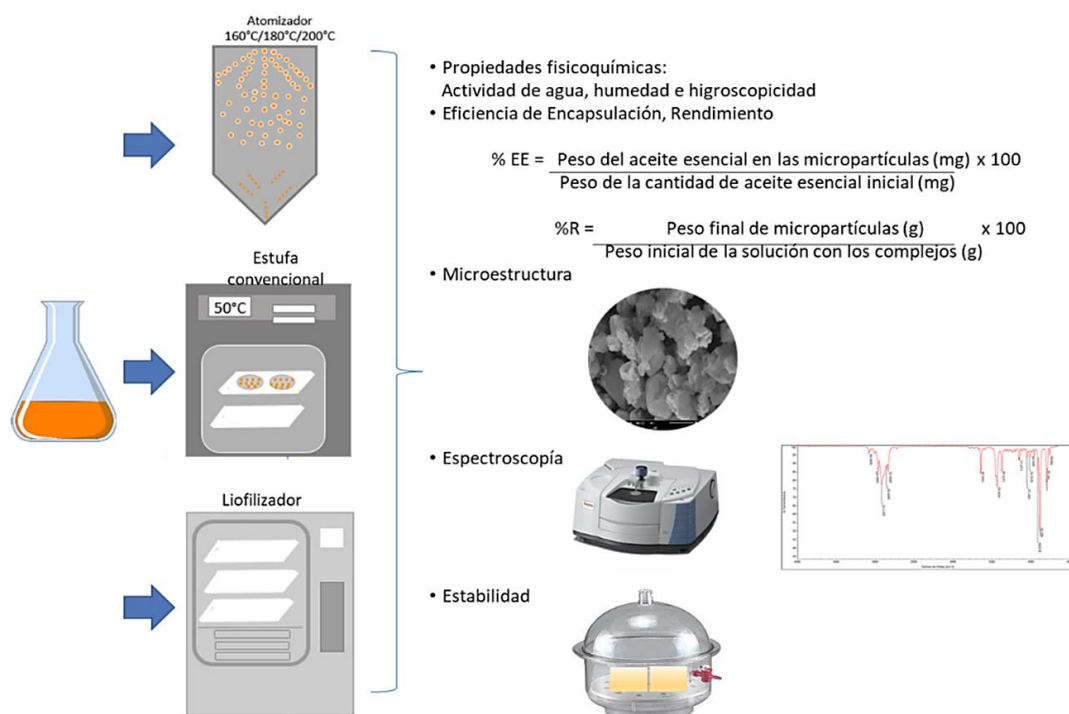 Atomizador
160°C/180°C/200°C
• Propiedades fisicoquímicas:
Actividad de agua, humedad e higroscopicidad
• Eficiencia de Encapsulación, Rendimiento
% EE = Peso del aceite esencial en las micropartículas (mg) x 100
Peso de la cantidad de aceite esencial inicial (mg)
%R = Peso final de micropartículas (g) x 100
Peso inicial de la solución con los complejos (g)
Estufa
convencional
50°C
• Microestructura
• Espectroscopía
Liofilizador
• Estabilidad